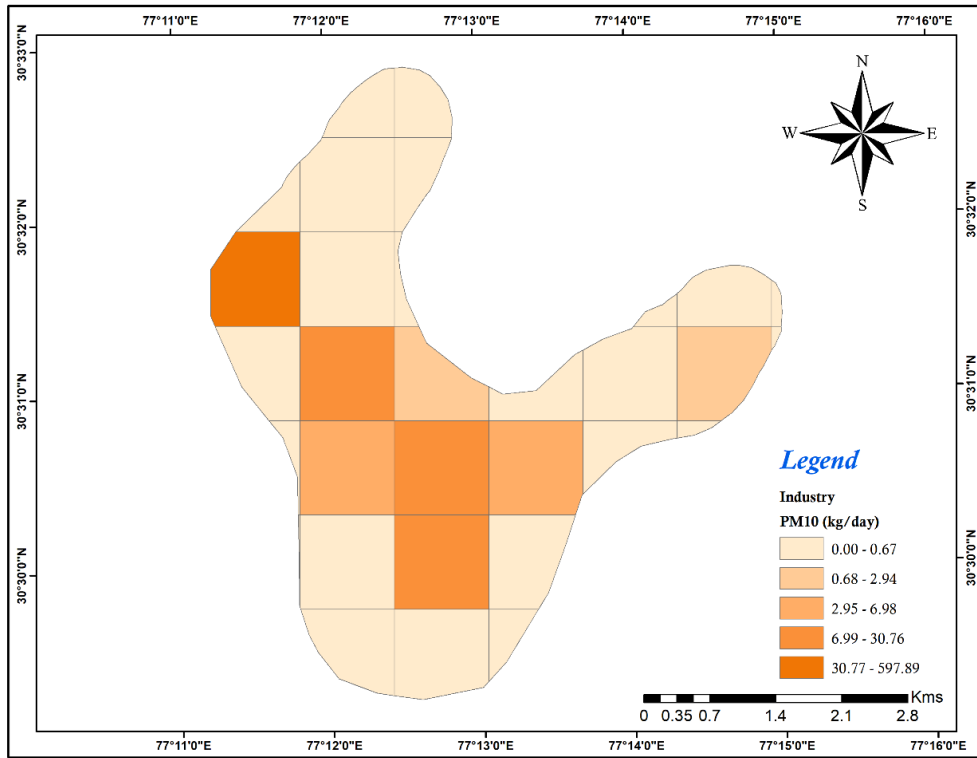 77°11'0"E 77°12'0"E 77°13'0"E 77°14'0"E 77°15'0"E 77°16'0"E
30°33'0"N
N
W E
S
30°32'0"N 30°32'0"N
30°31'0"N 30°31'0"N
Legend
Industry
PM10 (kg/day)
0.00 - 0.67
0.68 - 2.94
2.95 - 6.98
6.99 - 30.76
30.77 - 597.89
30°30'0"N 30°30'0"N
Kms
0 0.35 0.7 1.4 2.1 2.8
77°11'0"E 77°12'0"E 77°13'0"E 77°14'0"E 77°15'0"E 77°16'0"E